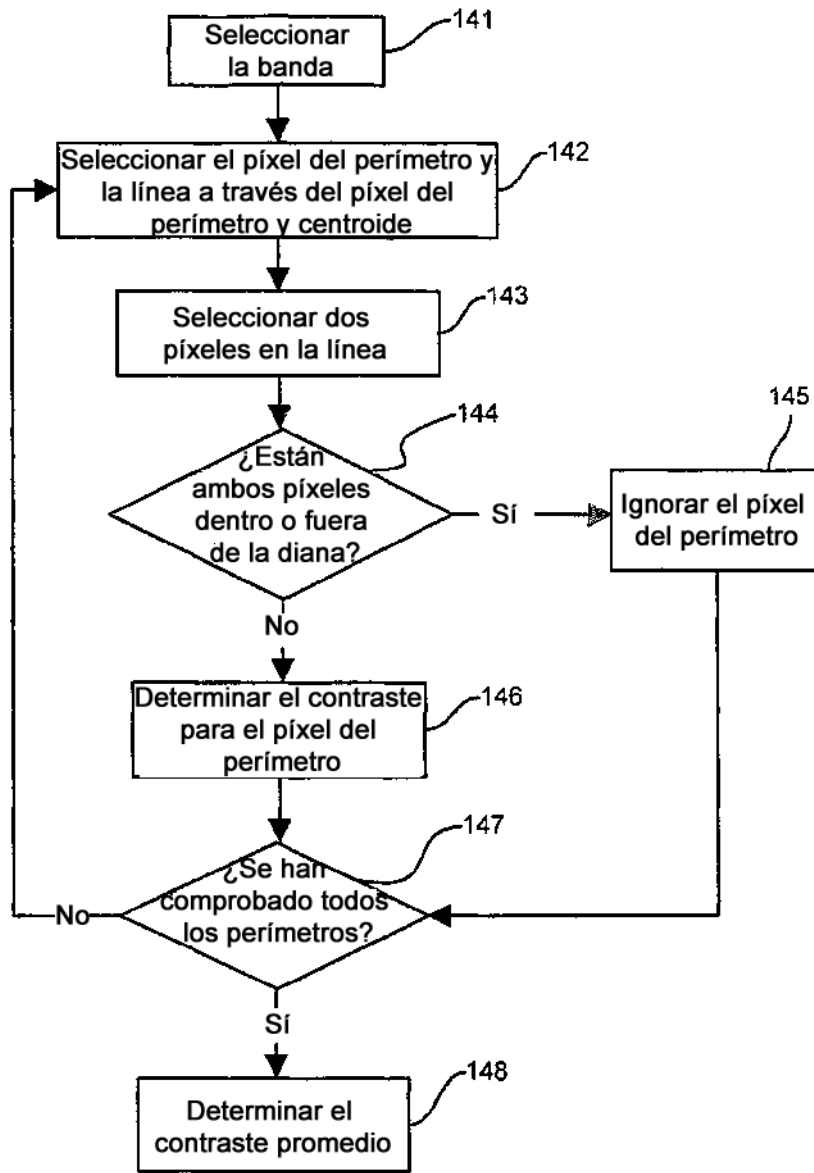 141
Seleccionar
la banda
142
Seleccionar el píxel del perímetro y
la línea a través del píxel del
perímetro y centroide
143
Seleccionar dos
píxeles en la línea
144
¿Están
ambos píxeles
dentro o fuera
de la diana?
Sí
145
Ignorar el píxel
del perímetro
No
146
Determinar el contraste
para el píxel del
perímetro
147
¿Se han
comprobado todos
los perímetros?
No
Sí
148
Determinar el
contraste promedio